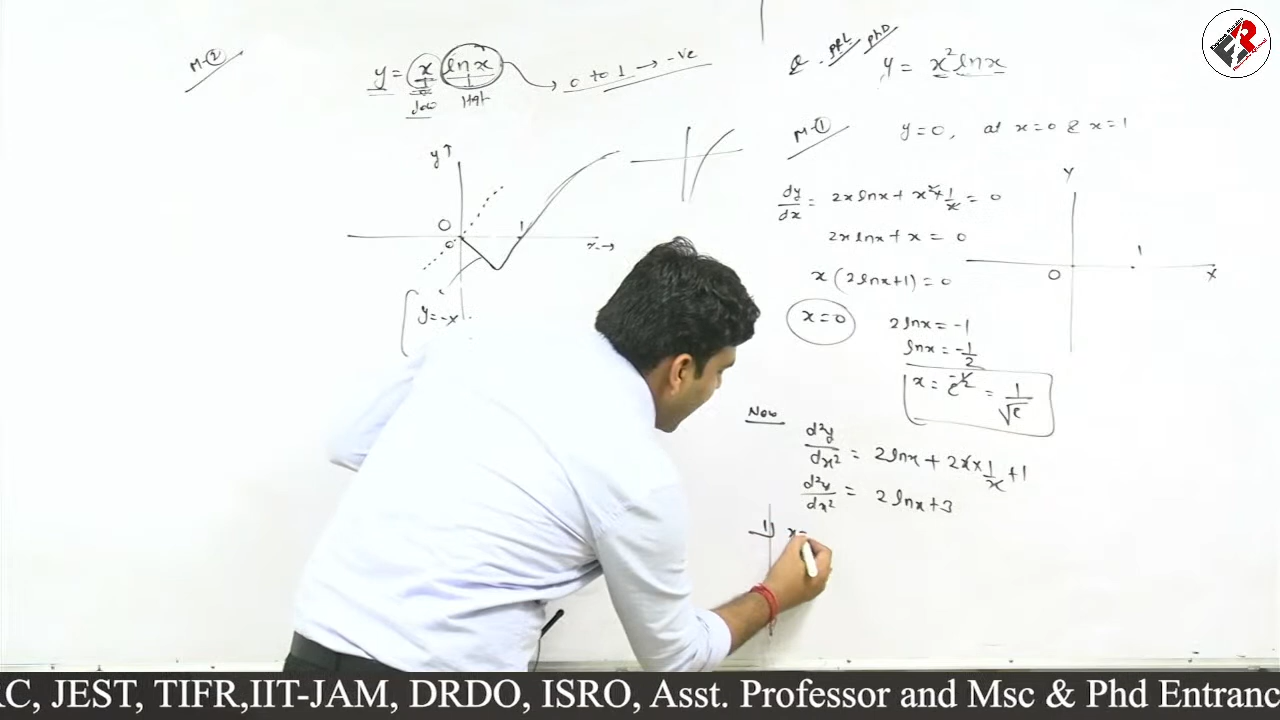 M-②
y = x ln x → 0 to 1 → -ve
y↑
O
0
1
x→
y=-x
Q. PRL PhD
y = x² ln x
M-①
y=0, at x=0 & x=1
dy/dx = 2x ln x + x² × 1/x = 0
2x ln x + x = 0
x(2 ln x + 1) = 0
x=0
2 ln x = -1
ln x = -1/2
x = e^-1/2 = 1/√e
Y
1
O
X
Now
d²y/dx² = 2 ln x + 2x × 1/x + 1
d²y/dx² = 2 ln x + 3
1) x=
RC, JEST, TIFR,IIT-JAM, DRDO, ISRO, Asst. Professor and Msc & Phd Entranc